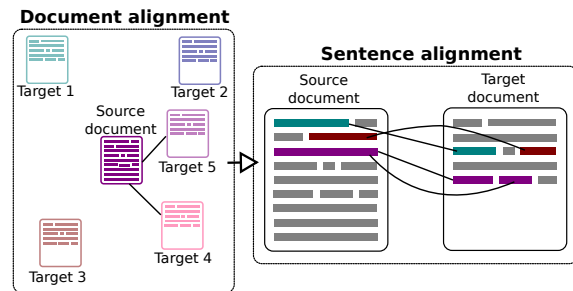 Document alignment
Target 1
Target 2
Source
document
Target 5
Target 3
Target 4
Sentence alignment
Source
document
Target
document